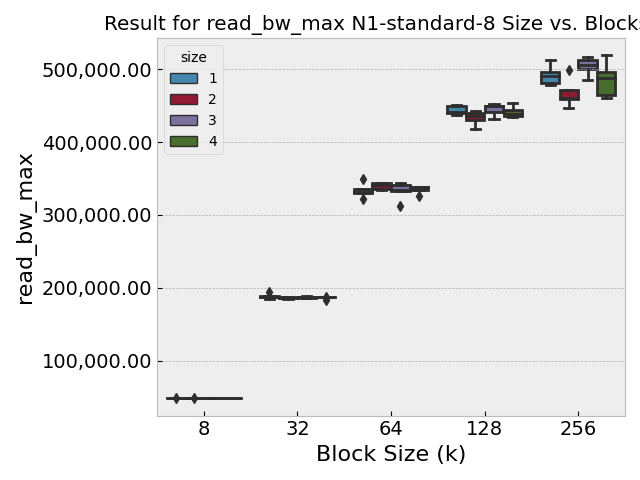 Result for read_bw_max N1-standard-8 Size vs. Blocks
size
1
2
3
4
500,000.00
400,000.00
300,000.00
200,000.00
100,000.00
read_bw_max
8 32 64 128 256
Block Size (k)